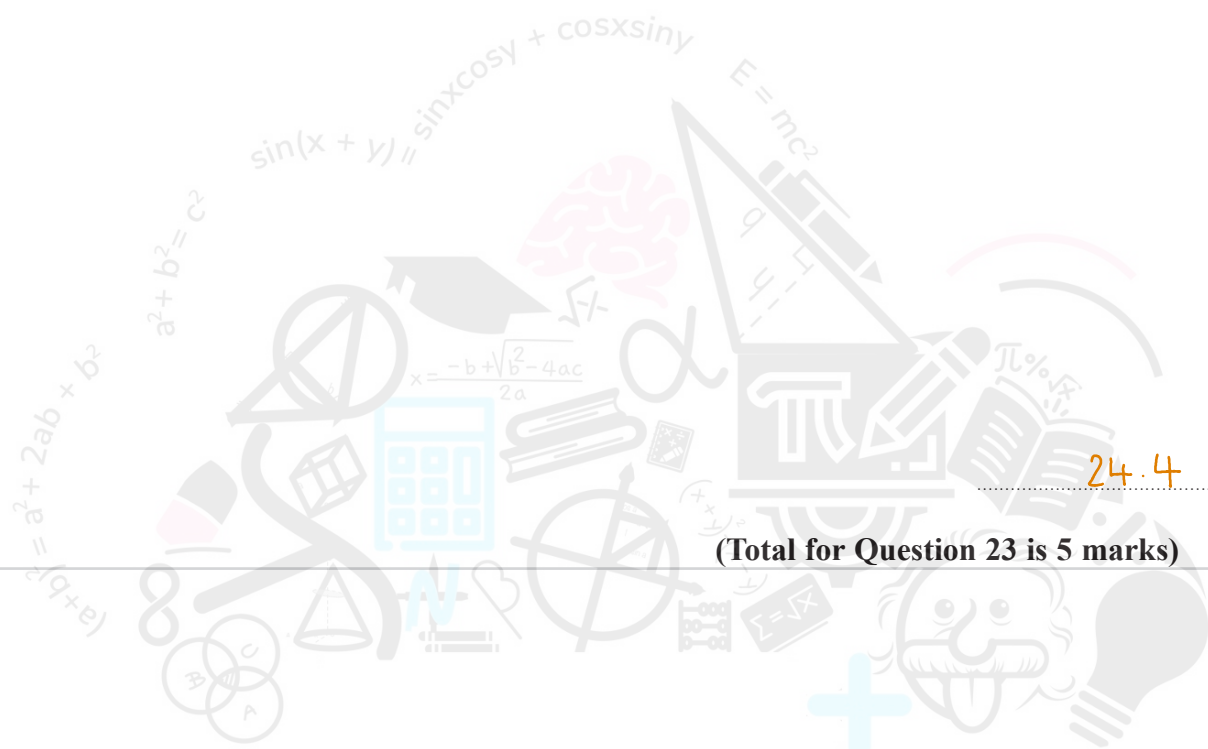 sin(x + y) = sinxcosy + cosxsiny
E = mc²
a² + b² = c²
(a+b)² = a² + 2ab + b²
b
h
√x
x = -b+√b²-4ac
2a
α
π%√x
π
24.4
(x+y)²
(Total for Question 23 is 5 marks)
Σ=√x
N
B
C
A